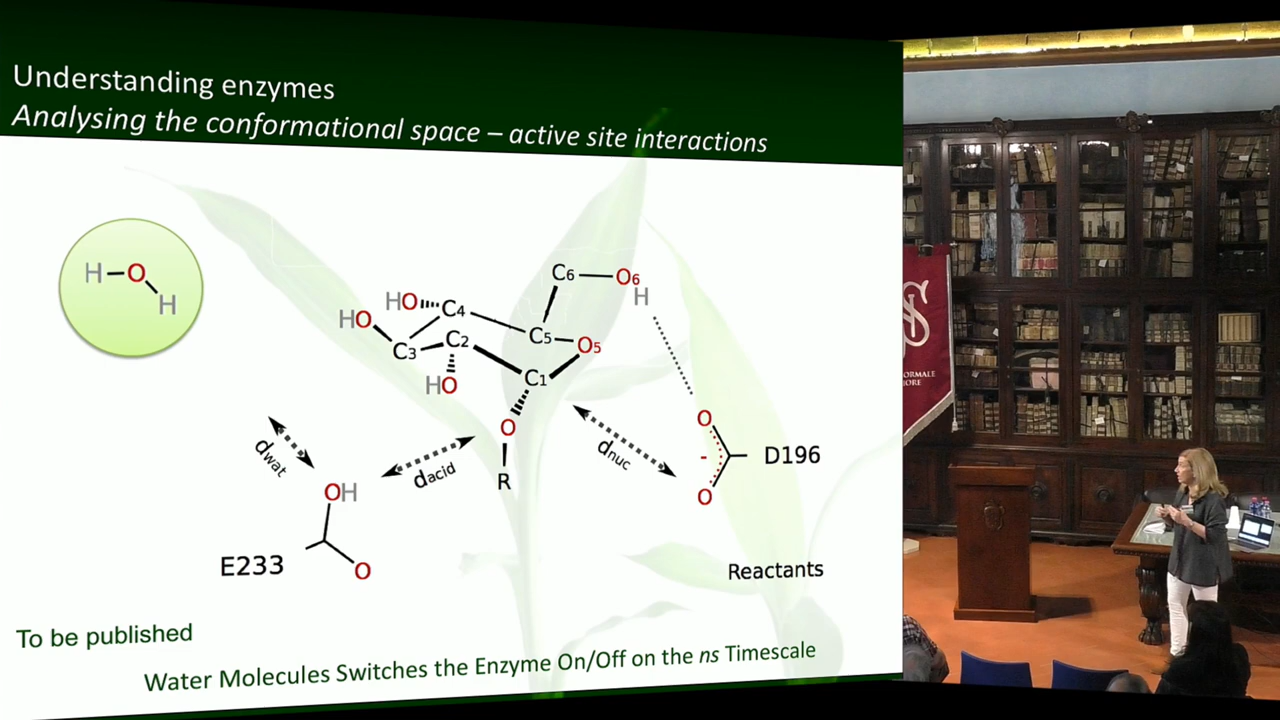 Understanding enzymes
Analysing the conformational space – active site interactions
H–O
H
C6 O6
H
HO C4
HO
C5 O5
C3 C2
HO
C1
O
R
dwat
dacid
dnuc
O
- D196
O
OH
E233
O
Reactants
To be published
Water Molecules Switches the Enzyme On/Off on the ns Timescale
NS
ORMALE
IORE